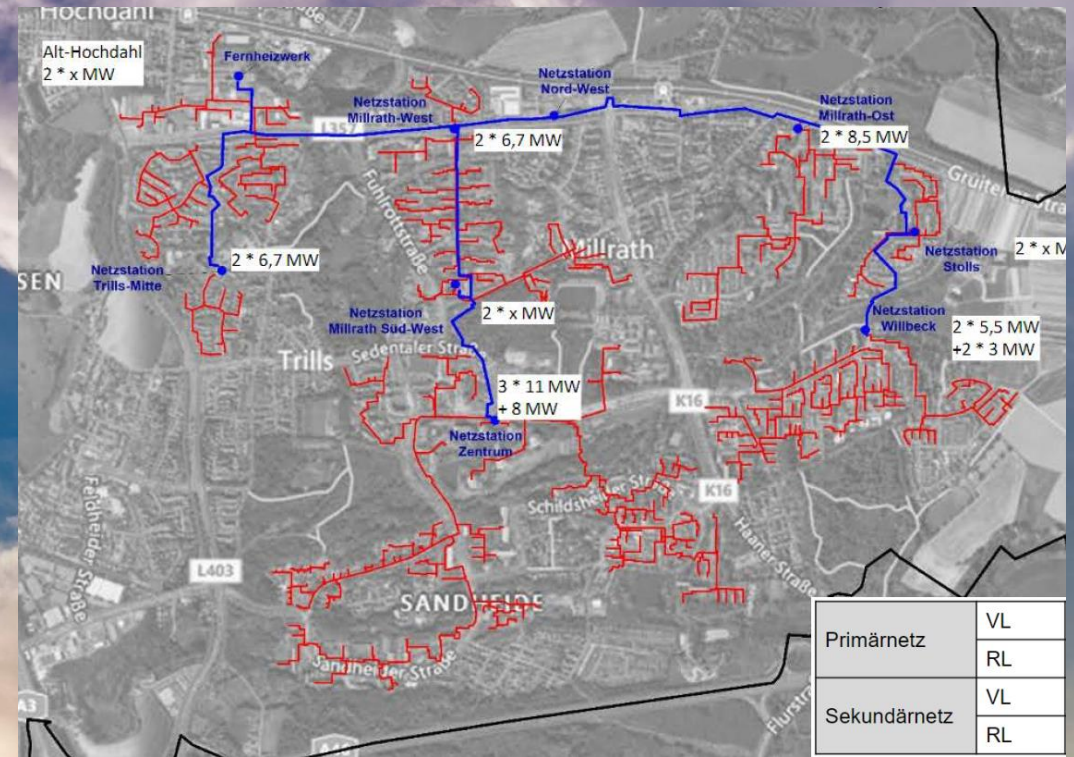 Hochdahl
Alt-Hochdahl
2 * x MW
Fernheizwerk
Netzstation
Nord-West
Netzstation
Millrath-West
Netzstation
Millrath-Ost
L357
2 * 6,7 MW
2 * 8,5 MW
Gruitener Stra
Fuhlrottstraße
Millrath
Netzstation
Stolls
2 * x M
SEN
Netzstation
Trills-Mitte
2 * 6,7 MW
Netzstation
Millrath Süd-West
2 * x MW
Netzstation
Willbeck
2 * 5,5 MW
+2 * 3 MW
Trills
Sedentaler Straß
3 * 11 MW
+ 8 MW
K16
Netzstation
Zentrum
Feldheider Straße
Schildsheider Straße
K16
Haaner-Straße
L403
SANDHEIDE
Sandheider Straße
Primärnetz
VL
RL
Sekundärnetz
VL
RL
Flurstra
A3
A46